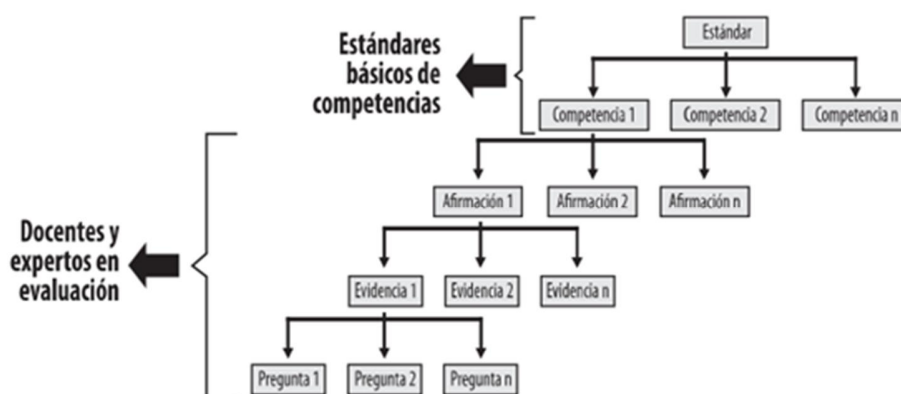 Estándares
básicos de
competencias
Estándar
Competencia 1
Competencia 2
Competencia n
Docentes y
expertos en
evaluación
Afirmación 1
Afirmación 2
Afirmación n
Evidencia 1
Evidencia 2
Evidencia n
Pregunta 1
Pregunta 2
Pregunta n